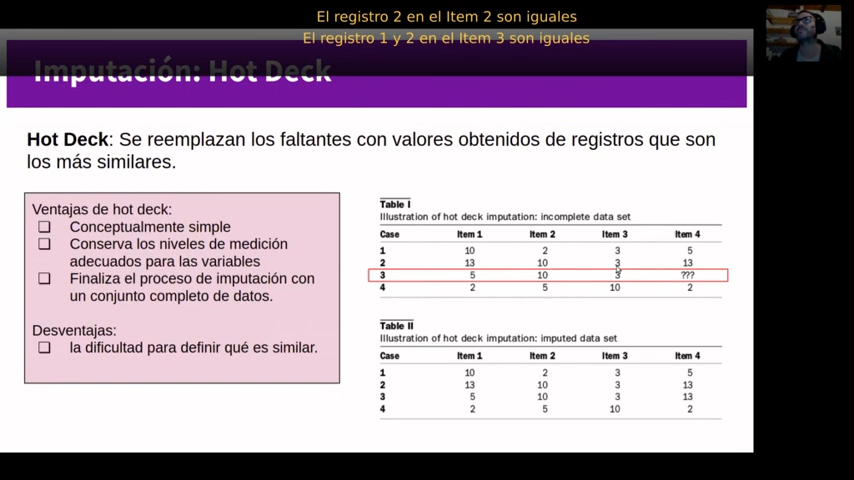 El registro 2 en el Item 2 son iguales
El registro 1 y 2 en el Item 3 son iguales
Imputación: Hot Deck
Hot Deck: Se reemplazan los faltantes con valores obtenidos de registros que son
los más similares.
Ventajas de hot deck:
Conceptualmente simple
Conserva los niveles de medición
adecuados para las variables
Finaliza el proceso de imputación con
un conjunto completo de datos.
Desventajas:
la dificultad para definir qué es similar.
Table I
Illustration of hot deck imputation: incomplete data set
Case Item 1 Item 2 Item 3 Item 4
1 10 2 3 5
2 13 10 3 13
3 5 10 3 ???
4 2 5 10 2
Table II
Illustration of hot deck imputation: imputed data set
Case Item 1 Item 2 Item 3 Item 4
1 10 2 3 5
2 13 10 3 13
3 5 10 3 13
4 2 5 10 2